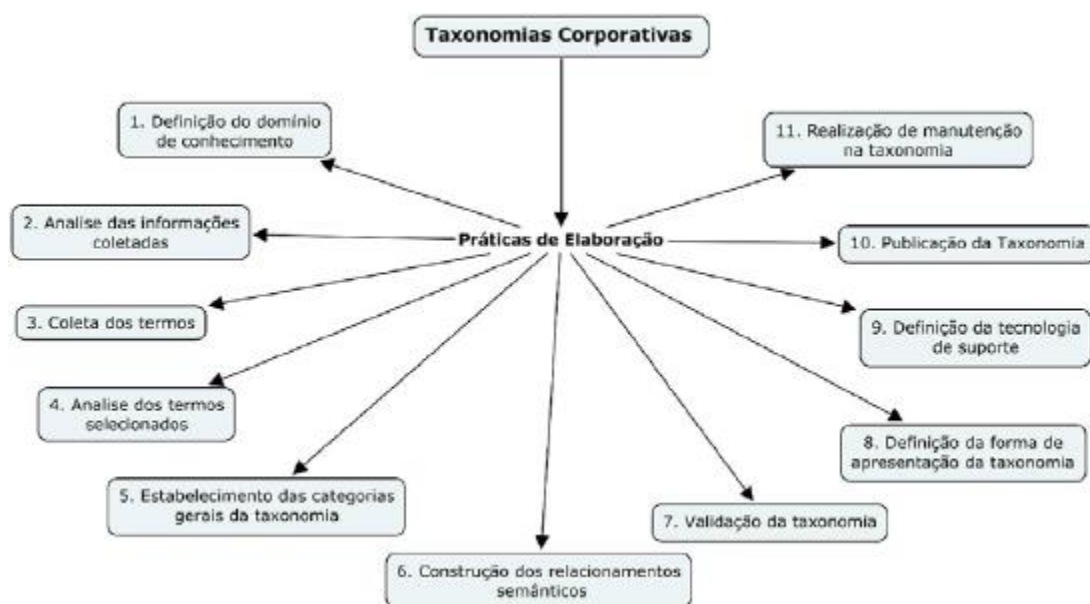 Taxonomias Corporativas
1. Definição do domínio
de conhecimento
11. Realização de manutenção
na taxonomia
2. Analise das informações
coletadas
Práticas de Elaboração
10. Publicação da Taxonomia
3. Coleta dos termos
9. Definição da tecnologia
de suporte
4. Analise dos termos
selecionados
8. Definição da forma de
apresentação da taxonomia
5. Estabelecimento das categorias
gerais da taxonomia
7. Validação da taxonomia
6. Construção dos relacionamentos
semânticos